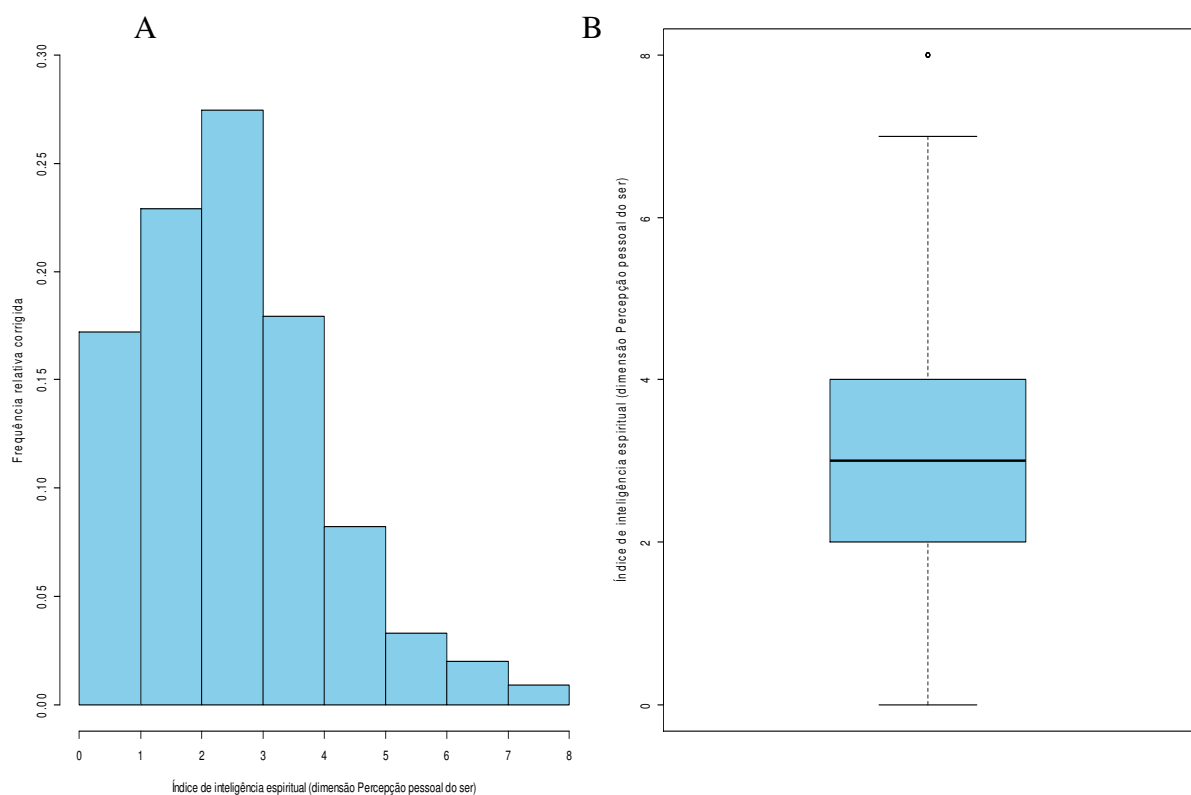 A
0.00 0.05 0.10 0.15 0.20 0.25 0.30
Frequência relativa corrigida
0 1 2 3 4 5 6 7 8
Índice de inteligência espiritual (dimensão Percepção pessoal do ser)
B
0 2 4 6 8
Índice de inteligência espiritual (dimensão Percepção pessoal do ser)